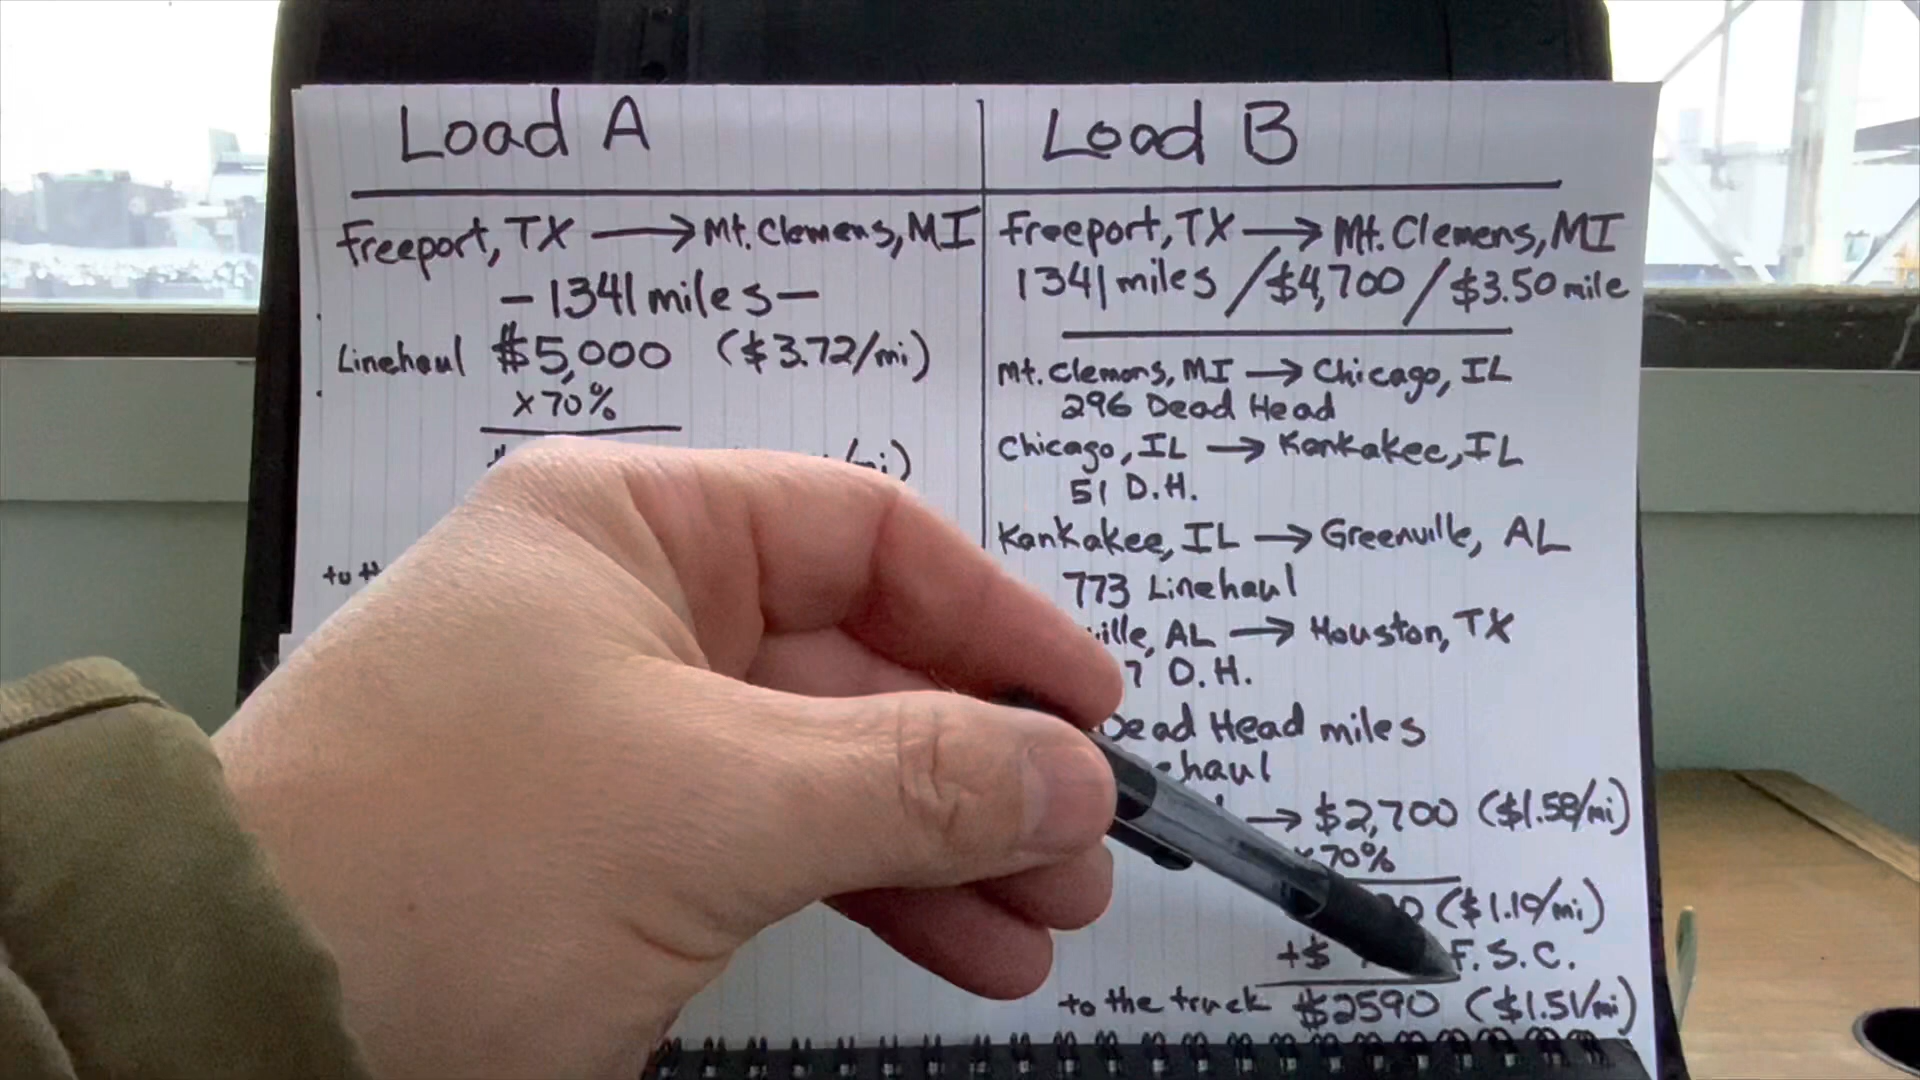 Load A
Freeport, TX → Mt. Clemens, MI
-1341 miles-
Linehaul $5,000 ($3.72/mi)
x70%
Load B
Freeport, TX → Mt. Clemens, MI
1341 miles / $4,700 / $3.50 mile
Mt. Clemens, MI → Chicago, IL
296 Dead Head
Chicago, IL → Kankakee, IL
51 D.H.
Kankakee, IL → Greenville, AL
773 Linehaul
AL → Houston, TX
D.H.
Dead Head miles
→ $2,700 ($1.58/mi)
70%
($1.10/mi)
+$ F.S.C.
to the truck $2590 ($1.51/mi)